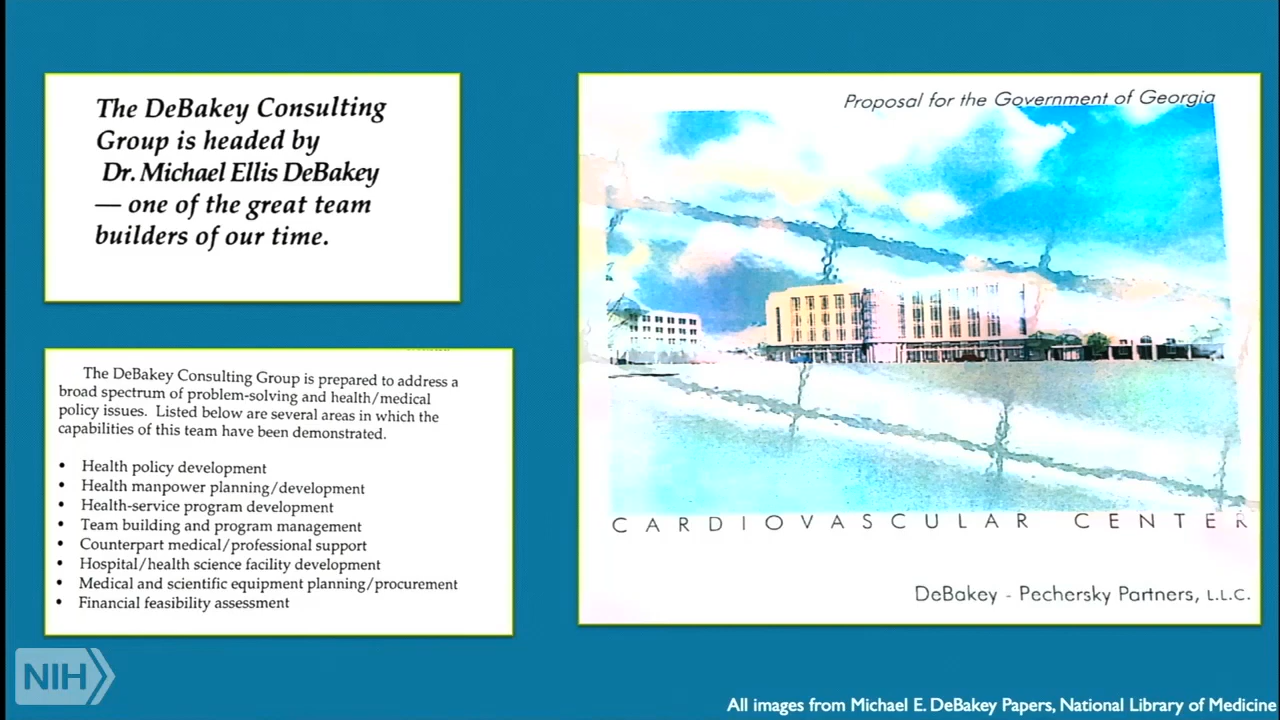 The DeBakey Consulting
Group is headed by
Dr. Michael Ellis DeBakey
— one of the great team
builders of our time.
The DeBakey Consulting Group is prepared to address a
broad spectrum of problem-solving and health/medical
policy issues. Listed below are several areas in which the
capabilities of this team have been demonstrated.
• Health policy development
• Health manpower planning/development
• Health-service program development
• Team building and program management
• Counterpart medical/professional support
• Hospital/health science facility development
• Medical and scientific equipment planning/procurement
• Financial feasibility assessment
Proposal for the Government of Georgia
CARDIOVASCULAR CENTER
DeBakey - Pechersky Partners, L.L.C.
NIH
All images from Michael E. DeBakey Papers, National Library of Medicine